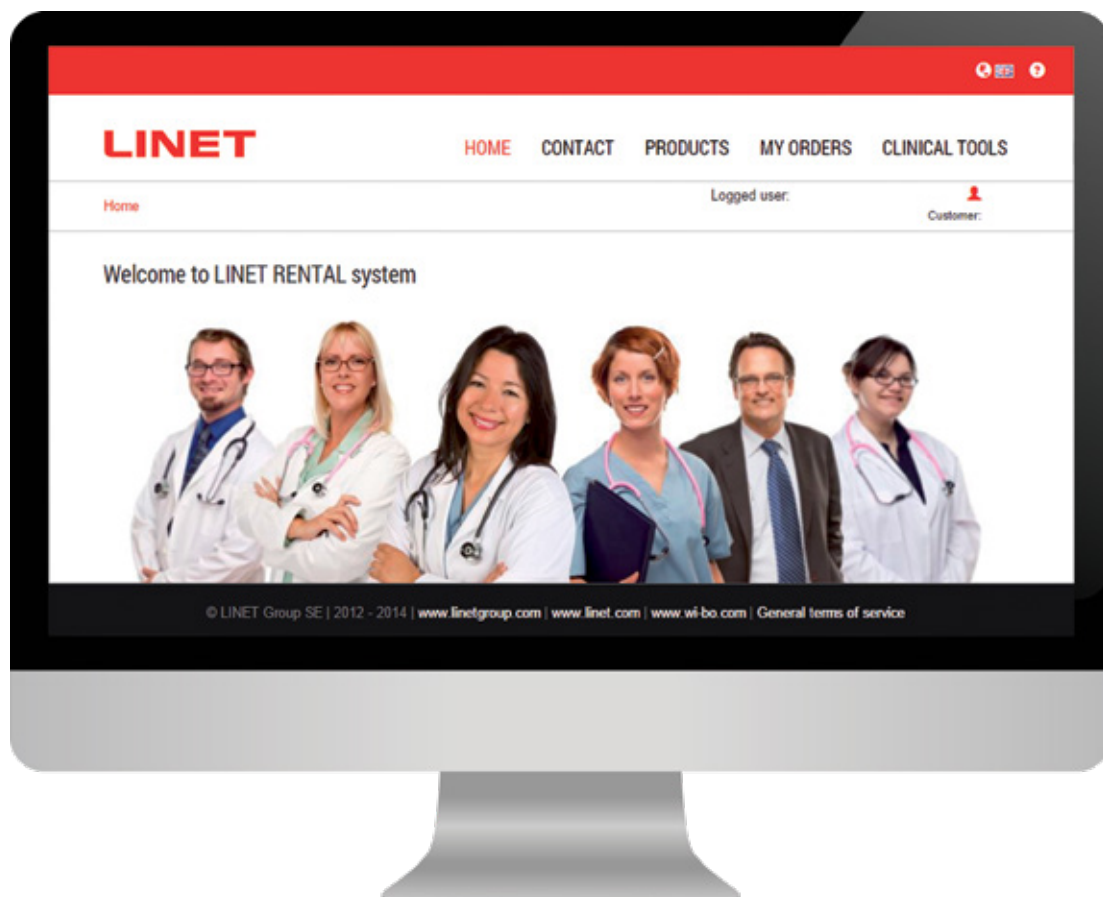 LINET
HOME CONTACT PRODUCTS MY ORDERS CLINICAL TOOLS
Home
Logged user:
Customer:
Welcome to LINET RENTAL system
© LINET Group SE | 2012 - 2014 | www.linetgroup.com | www.linet.com | www.wi-bo.com | General terms of service